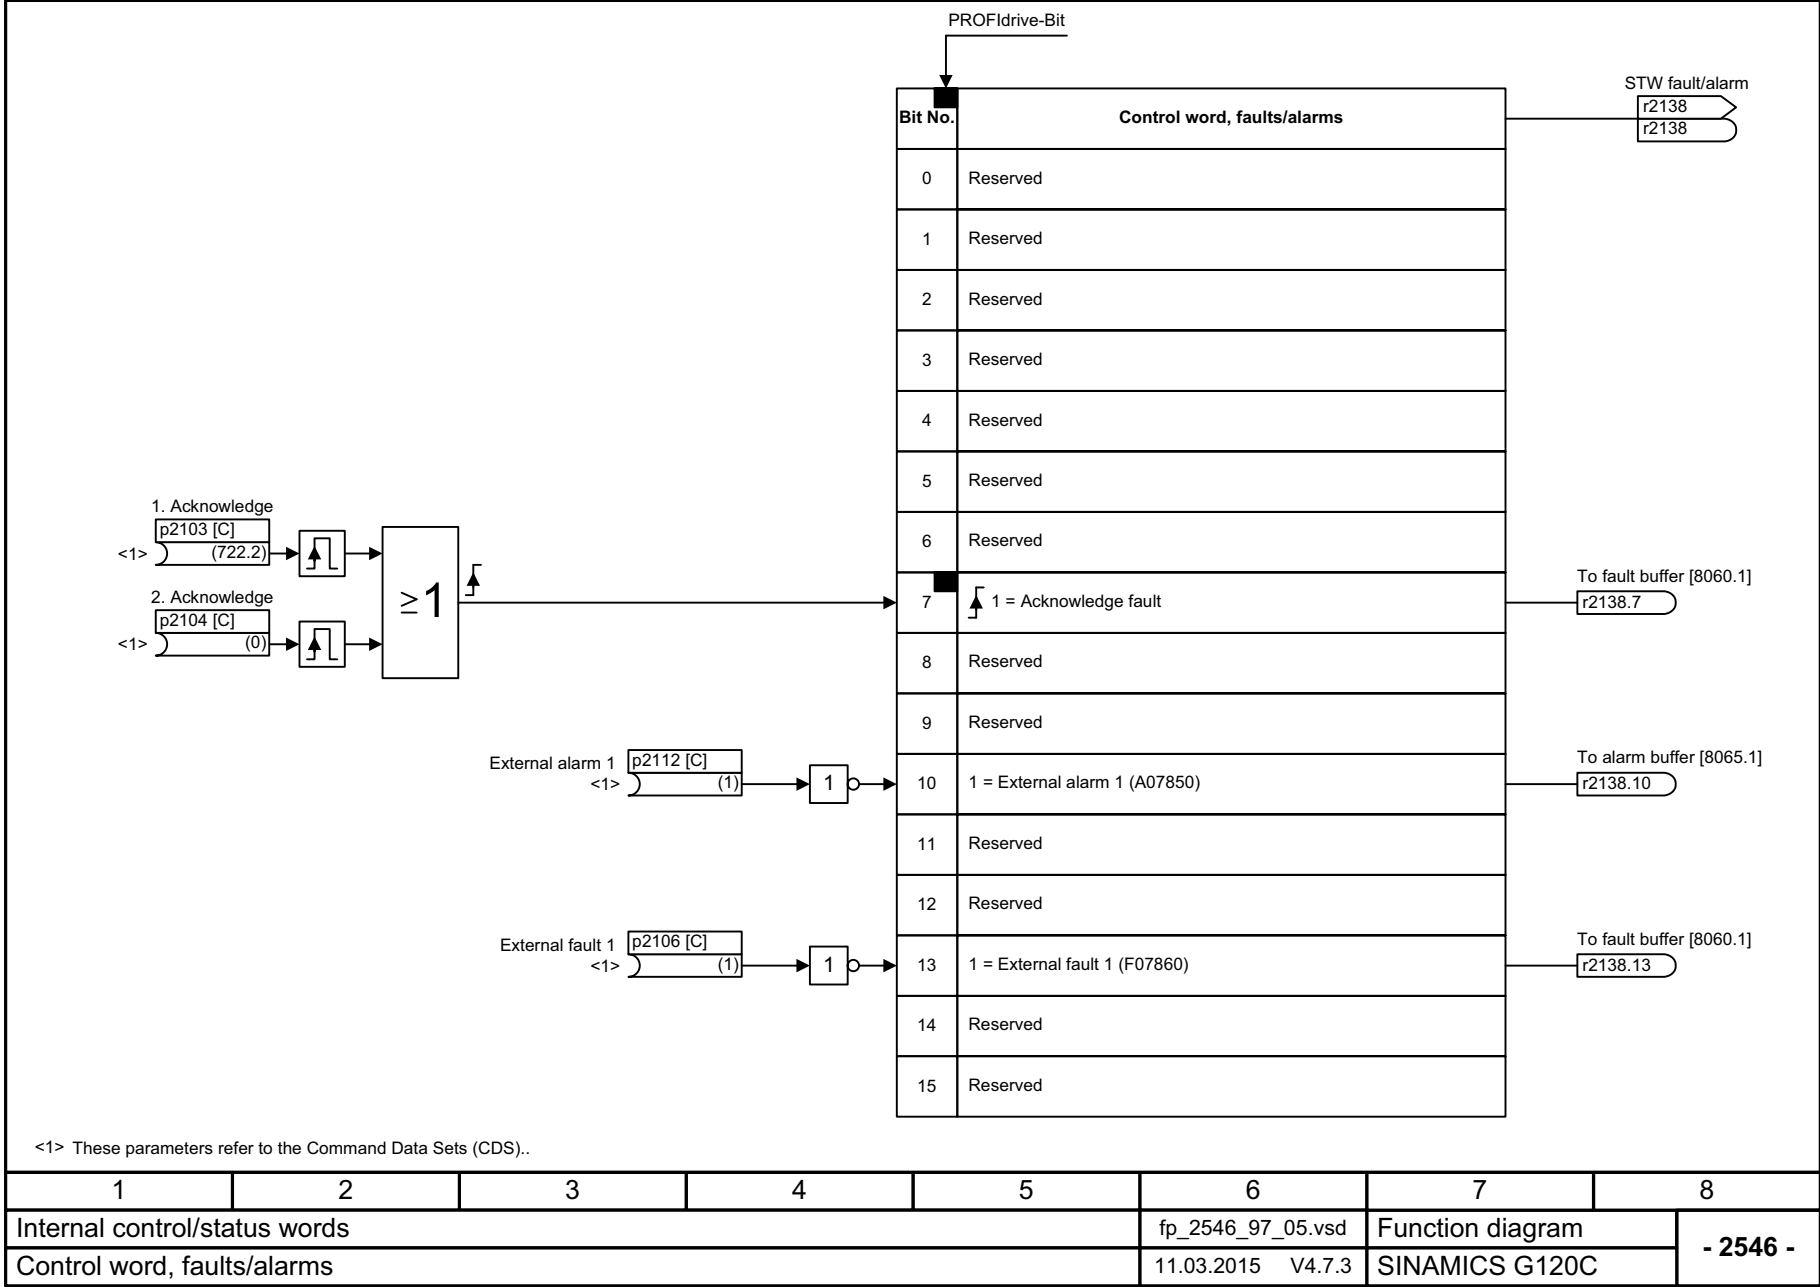 PROFIdrive-Bit
STW fault/alarm
r2138
r2138
Bit No. Control word, faults/alarms
0 Reserved
1 Reserved
2 Reserved
3 Reserved
4 Reserved
5 Reserved
6 Reserved
1. Acknowledge
p2103 [C]
<1> (722.2)
2. Acknowledge
p2104 [C]
<1> (0)
≥1
7 1 = Acknowledge fault
To fault buffer [8060.1]
r2138.7
8 Reserved
9 Reserved
External alarm 1 p2112 [C]
<1> (1)
1
10 1 = External alarm 1 (A07850)
To alarm buffer [8065.1]
r2138.10
11 Reserved
12 Reserved
External fault 1 p2106 [C]
<1> (1)
1
13 1 = External fault 1 (F07860)
To fault buffer [8060.1]
r2138.13
14 Reserved
15 Reserved
<1> These parameters refer to the Command Data Sets (CDS)..
1 2 3 4 5 6 7 8
Internal control/status words fp_2546_97_05.vsd Function diagram
- 2546 -
Control word, faults/alarms 11.03.2015 V4.7.3 SINAMICS G120C